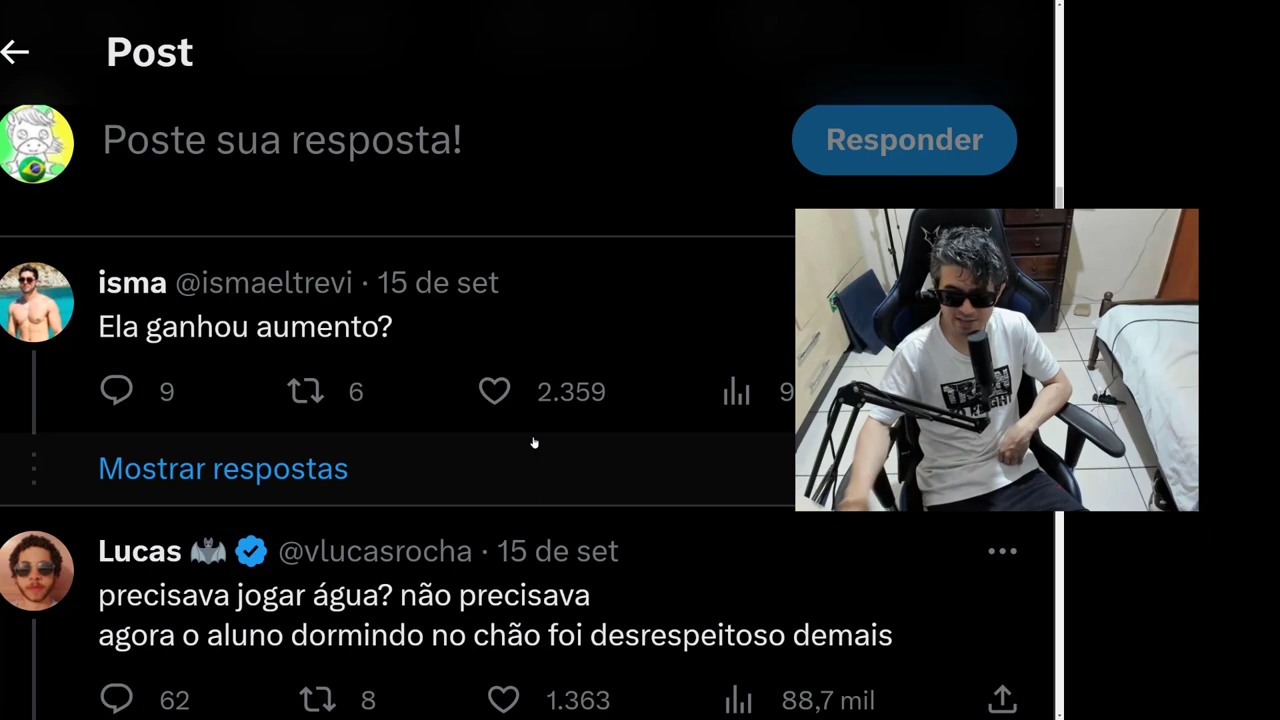 Post
Poste sua resposta!
Responder
isma @ismaeltrevi · 15 de set
Ela ganhou aumento?
9 6 2.359 9
Mostrar respostas
Lucas 🦇 @vlucasrocha · 15 de set
precisava jogar água? não precisava
agora o aluno dormindo no chão foi desrespeitoso demais
62 8 1.363 88,7 mil